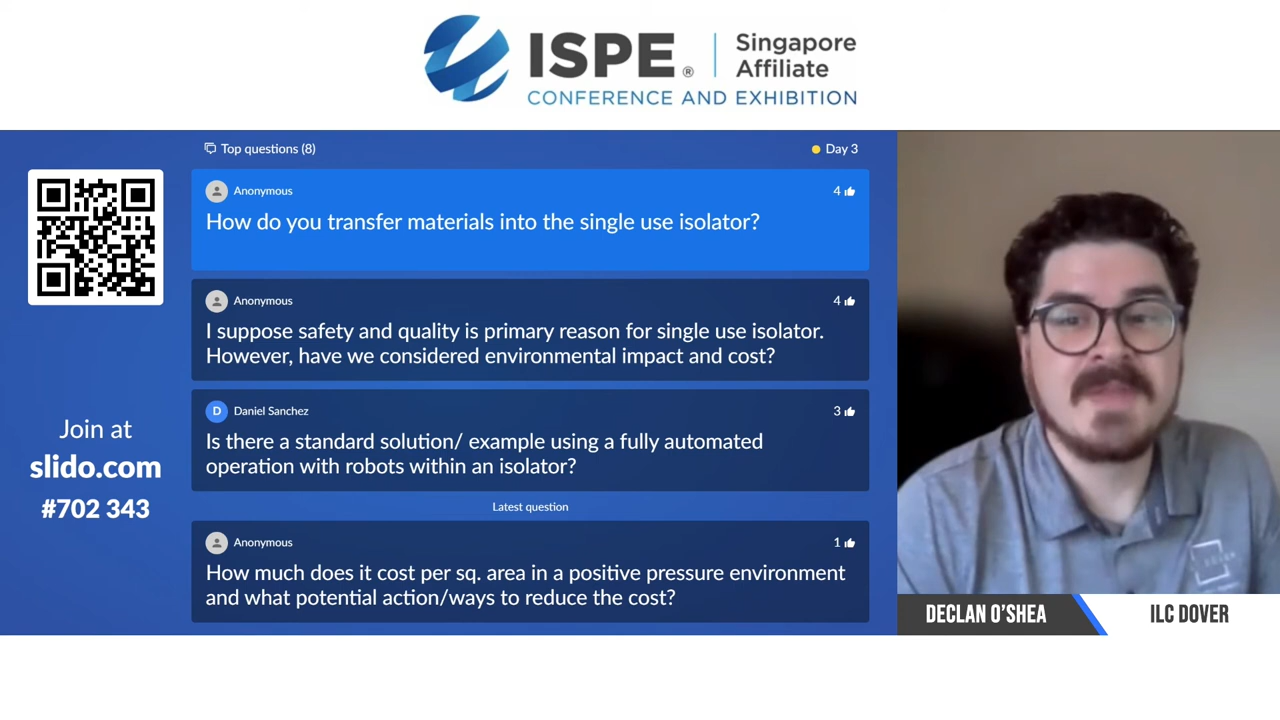 ISPE®
Singapore
Affiliate
CONFERENCE AND EXHIBITION
Top questions (8)
Day 3
Anonymous
4
How do you transfer materials into the single use isolator?
Anonymous
4
I suppose safety and quality is primary reason for single use isolator.
However, have we considered environmental impact and cost?
D
Daniel Sanchez
3
Is there a standard solution/ example using a fully automated
operation with robots within an isolator?
Latest question
Anonymous
1
How much does it cost per sq. area in a positive pressure environment
and what potential action/ways to reduce the cost?
Join at
slido.com
#702 343
DECLAN O'SHEA
ILC DOVER